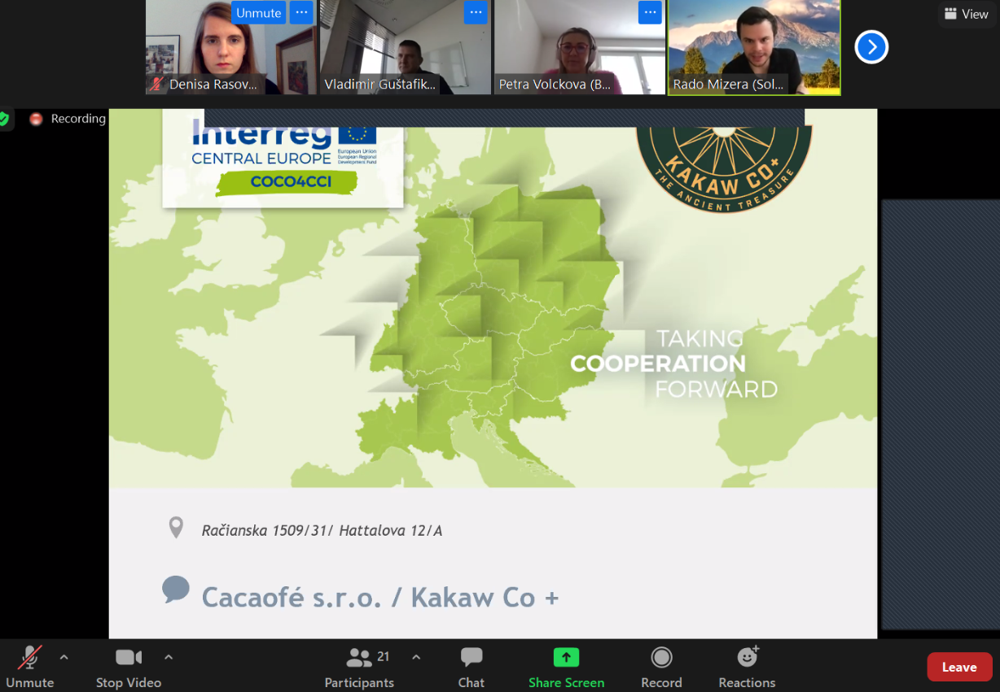 Unmute
View
Denisa Rasov...
Vladimir Guštafik...
Petra Volckova (B...
Rado Mizera (Sol...
Recording
Interreg
CENTRAL EUROPE
European Union
European Regional
Development Fund
COCO4CCI
KAKAW CO+
THE ANCIENT TREASURE
TAKING
COOPERATION
FORWARD
Račianska 1509/31/ Hattalova 12/A
Cacaofé s.r.o. / Kakaw Co +
21
Unmute
Stop Video
Participants
Chat
Share Screen
Record
Reactions
Leave